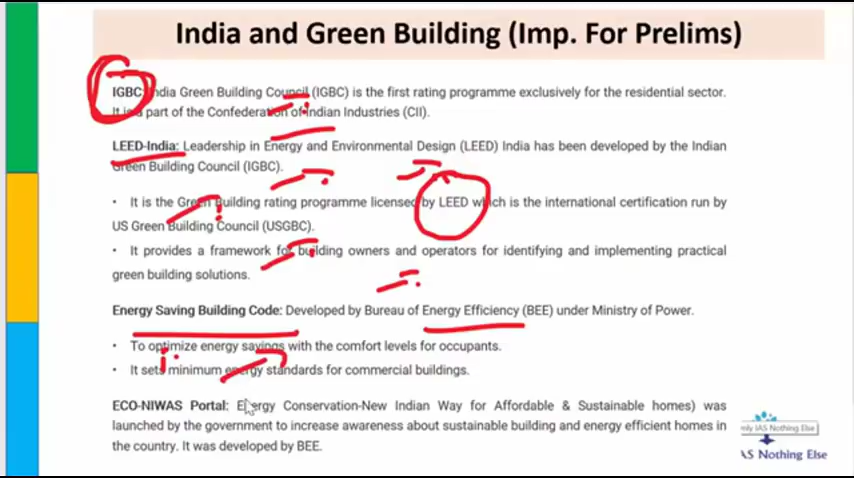 India and Green Building (Imp. For Prelims)
IGBC: India Green Building Council (IGBC) is the first rating programme exclusively for the residential sector.
It is a part of the Confederation of Indian Industries (CII).
LEED-India: Leadership in Energy and Environmental Design (LEED) India has been developed by the Indian
Green Building Council (IGBC).
• It is the Green Building rating programme licensed by LEED which is the international certification run by
US Green Building Council (USGBC).
• It provides a framework for building owners and operators for identifying and implementing practical
green building solutions.
Energy Saving Building Code: Developed by Bureau of Energy Efficiency (BEE) under Ministry of Power.
• To optimize energy savings with the comfort levels for occupants.
• It sets minimum energy standards for commercial buildings.
ECO-NIWAS Portal: Energy Conservation-New Indian Way for Affordable & Sustainable homes) was
launched by the government to increase awareness about sustainable building and energy efficient homes in
the country. It was developed by BEE.
nly IAS Nothing Else
AS Nothing Else